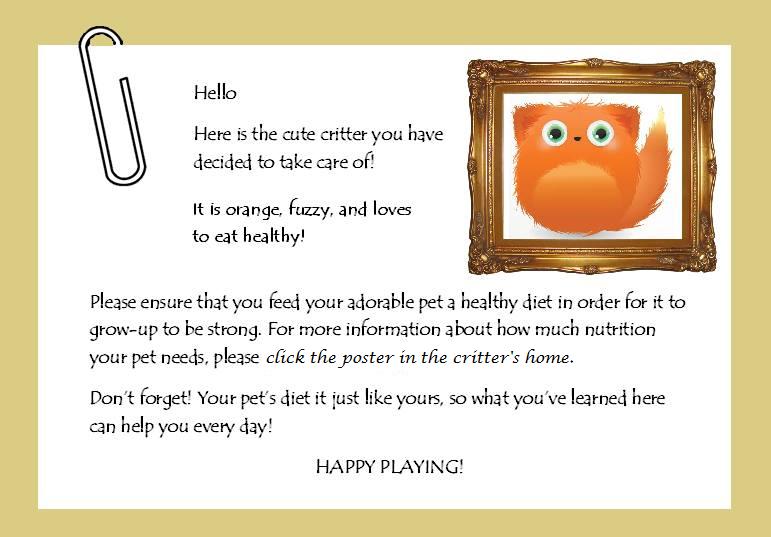 Hello
Here is the cute critter you have
decided to take care of!
It is orange, fuzzy, and loves
to eat healthy!
Please ensure that you feed your adorable pet a healthy diet in order for it to
grow-up to be strong. For more information about how much nutrition
your pet needs, please click the poster in the critter's home.
Don't forget! Your pet's diet it just like yours, so what you've learned here
can help you every day!
HAPPY PLAYING!